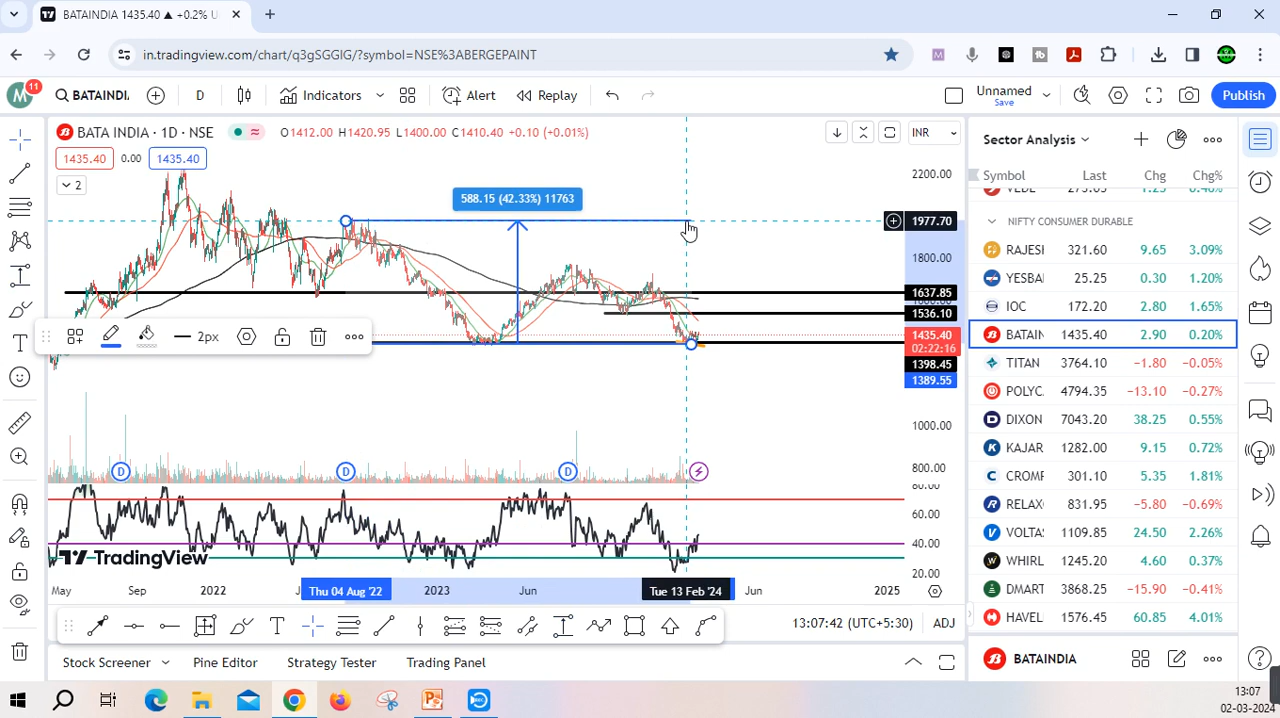 BATAINDIA 1435.40 ▲ +0.2% U
in.tradingview.com/chart/q3gSGGIG/?symbol=NSE%3ABERGEPAINT
M 11 BATAINDI D Indicators Alert Replay Unnamed Save Publish
BATA INDIA · 1D · NSE O1412.00 H1420.95 L1400.00 C1410.40 +0.10 (+0.01%) INR
1435.40 0.00 1435.40
2
588.15 (42.33%) 11763
2px
2200.00
1977.70
1800.00
1637.85
1536.10
1435.40
02:22:16
1398.45
1389.55
1000.00
800.00
D D D
60.00
40.00
20.00
TradingView
May Sep 2022 Thu 04 Aug '22 2023 Jun Tue 13 Feb '24 Jun 2025
13:07:42 (UTC+5:30) ADJ
Stock Screener Pine Editor Strategy Tester Trading Panel
Sector Analysis
Symbol Last Chg Chg%
NIFTY CONSUMER DURABLE
RAJESI 321.60 9.65 3.09%
YESBA 25.25 0.30 1.20%
IOC 172.20 2.80 1.65%
BATAIN 1435.40 2.90 0.20%
TITAN 3764.10 −1.80 −0.05%
POLYC 4794.35 −13.10 −0.27%
DIXON 7043.20 38.25 0.55%
KAJAR 1282.00 9.15 0.72%
CROMF 301.10 5.35 1.81%
RELAX 831.95 −5.80 −0.69%
VOLTA 1109.85 24.50 2.26%
WHIRL 1245.20 4.60 0.37%
DMART 3868.25 −15.90 −0.41%
HAVEL 1576.45 60.85 4.01%
BATAINDIA
13:07
02-03-2024